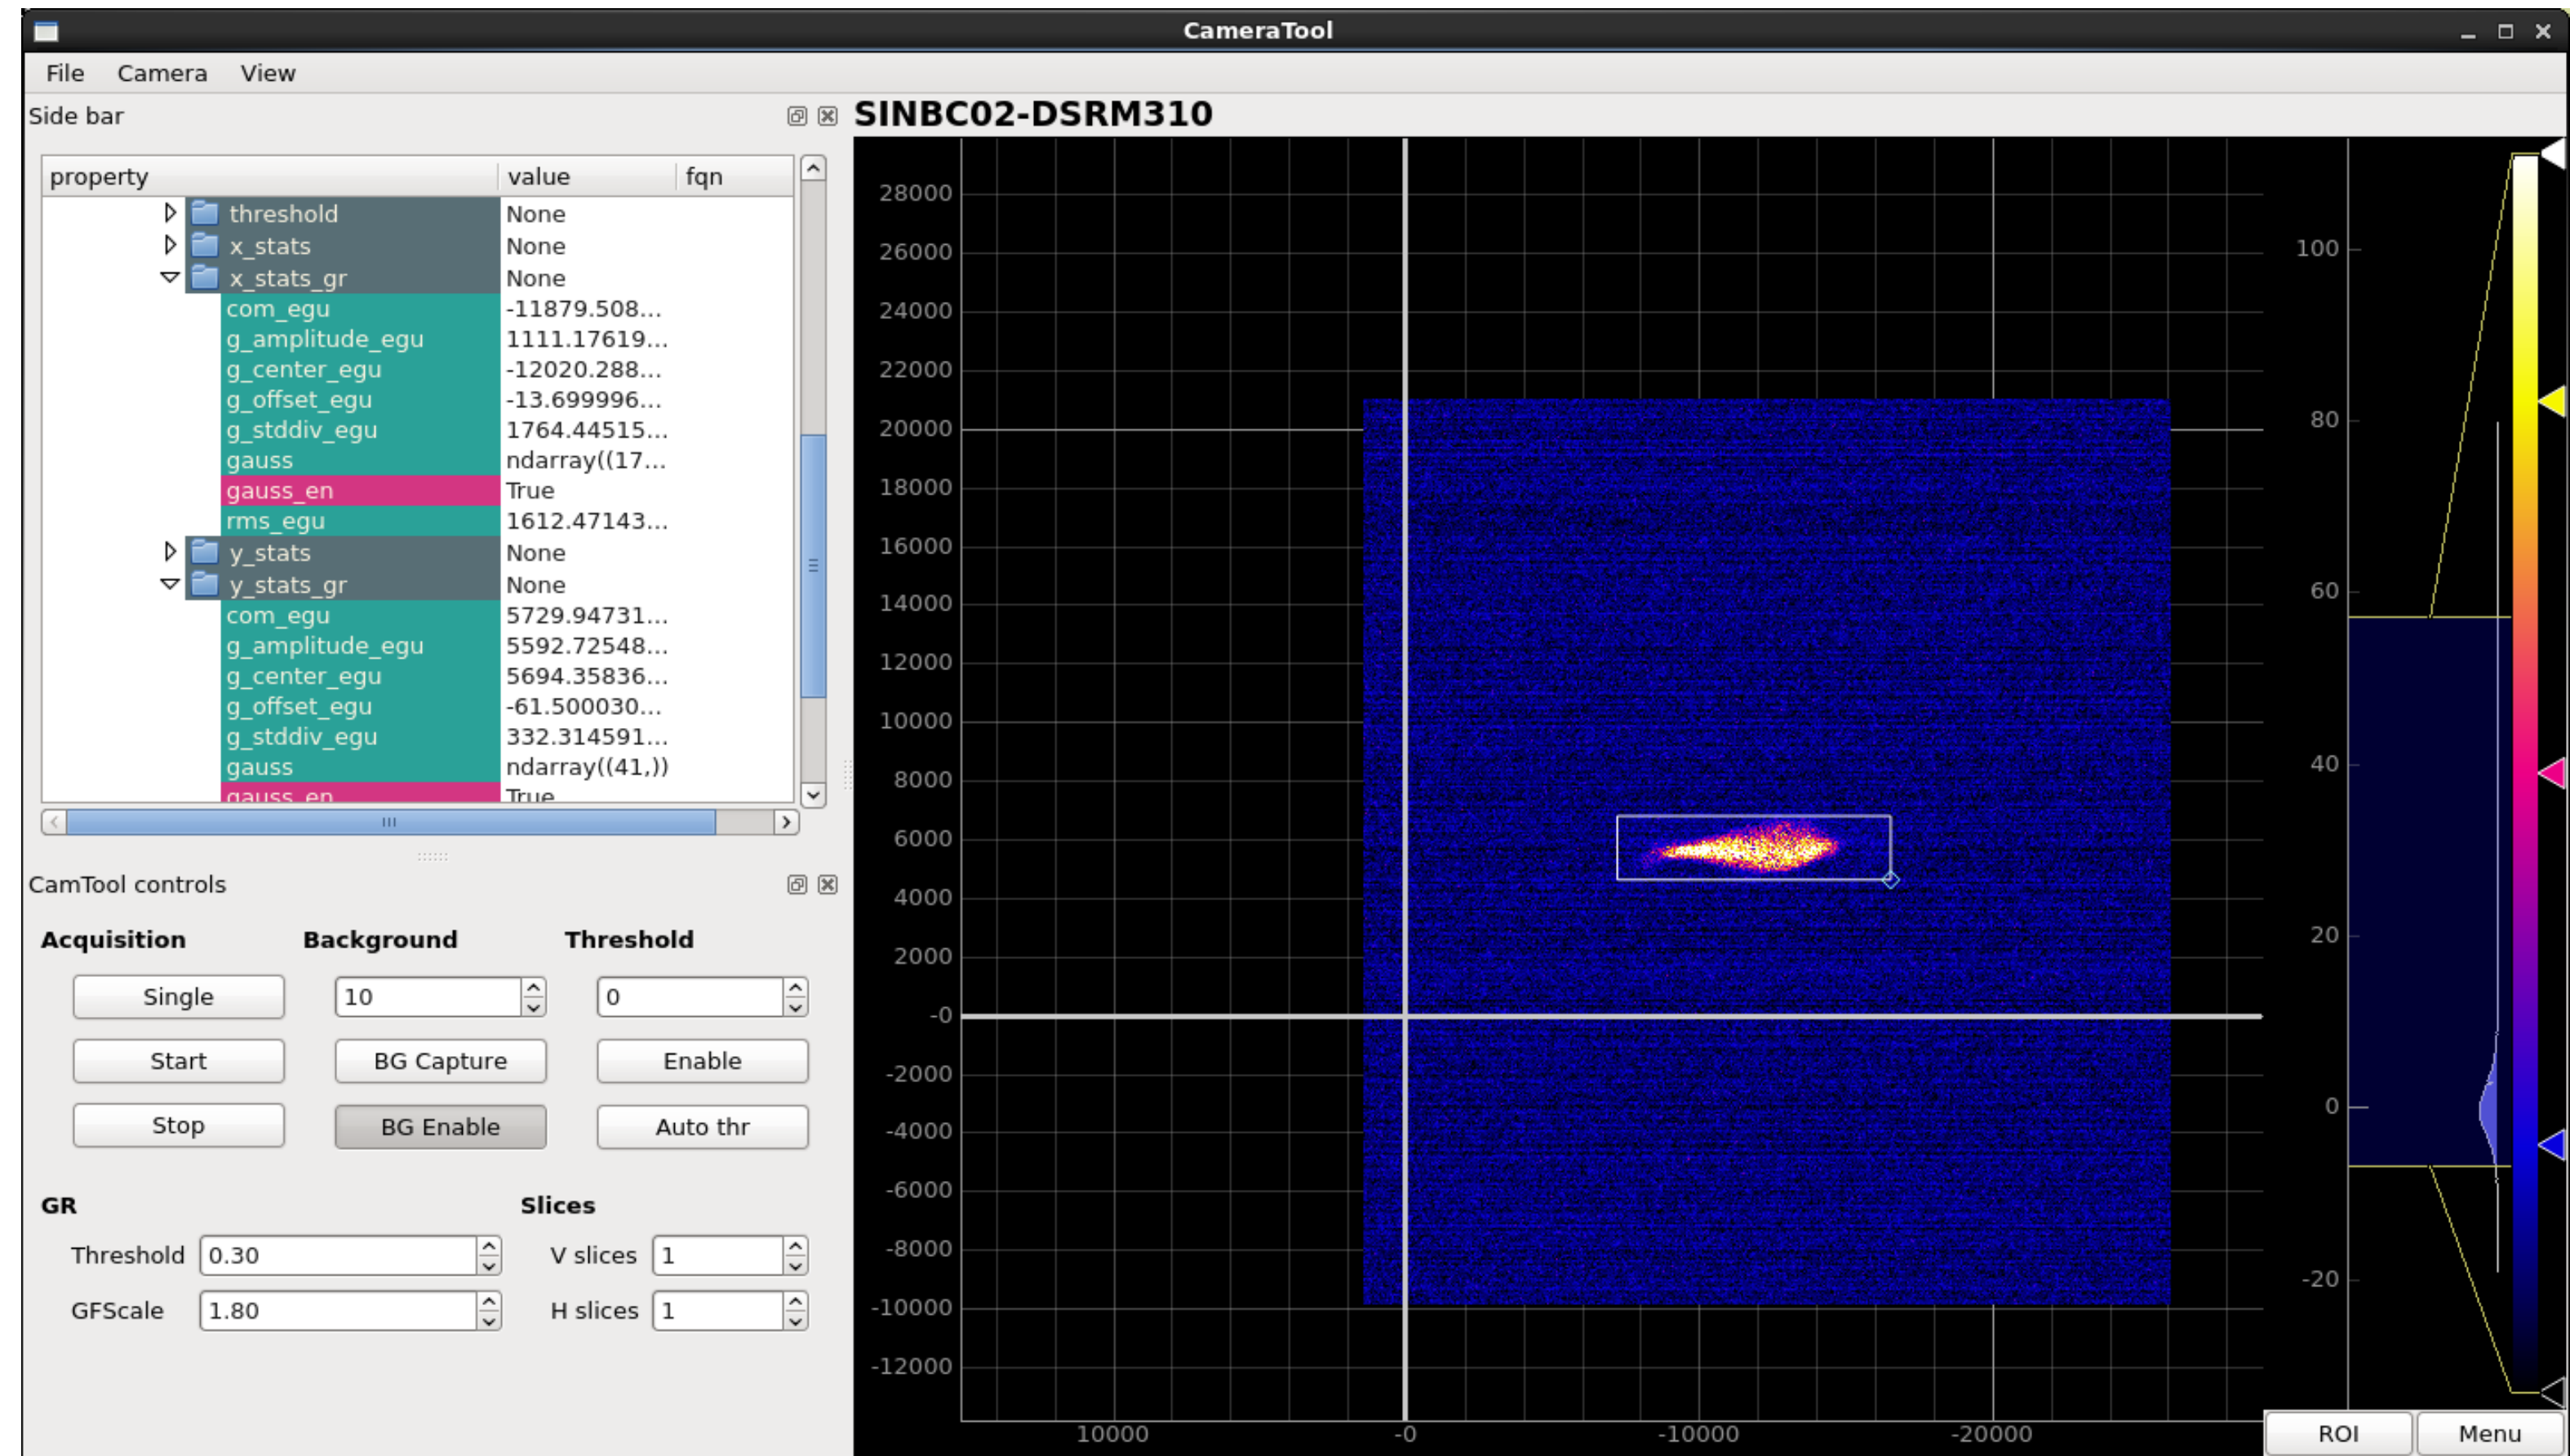 CameraTool
File Camera View
Side bar
property value fqn
threshold None
x_stats None
x_stats_gr None
com_egu -11879.508...
g_amplitude_egu 1111.17619...
g_center_egu -12020.288...
g_offset_egu -13.699996...
g_stddiv_egu 1764.44515...
gauss ndarray((17...
gauss_en True
rms_egu 1612.47143...
y_stats None
y_stats_gr None
com_egu 5729.94731...
g_amplitude_egu 5592.72548...
g_center_egu 5694.35836...
g_offset_egu -61.500030...
g_stddiv_egu 332.314591...
gauss ndarray((41,))
gauss_en True
CamTool controls
Acquisition Background Threshold
Single 10 0
Start BG Capture Enable
Stop BG Enable Auto thr
GR Slices
Threshold 0.30 V slices 1
GFScale 1.80 H slices 1
SINBC02-DSRM310
28000
26000
24000
22000
20000
18000
16000
14000
12000
10000
8000
6000
4000
2000
-0
-2000
-4000
-6000
-8000
-10000
-12000
10000 -0 -10000 -20000
100
80
60
40
20
0
-20
ROI Menu